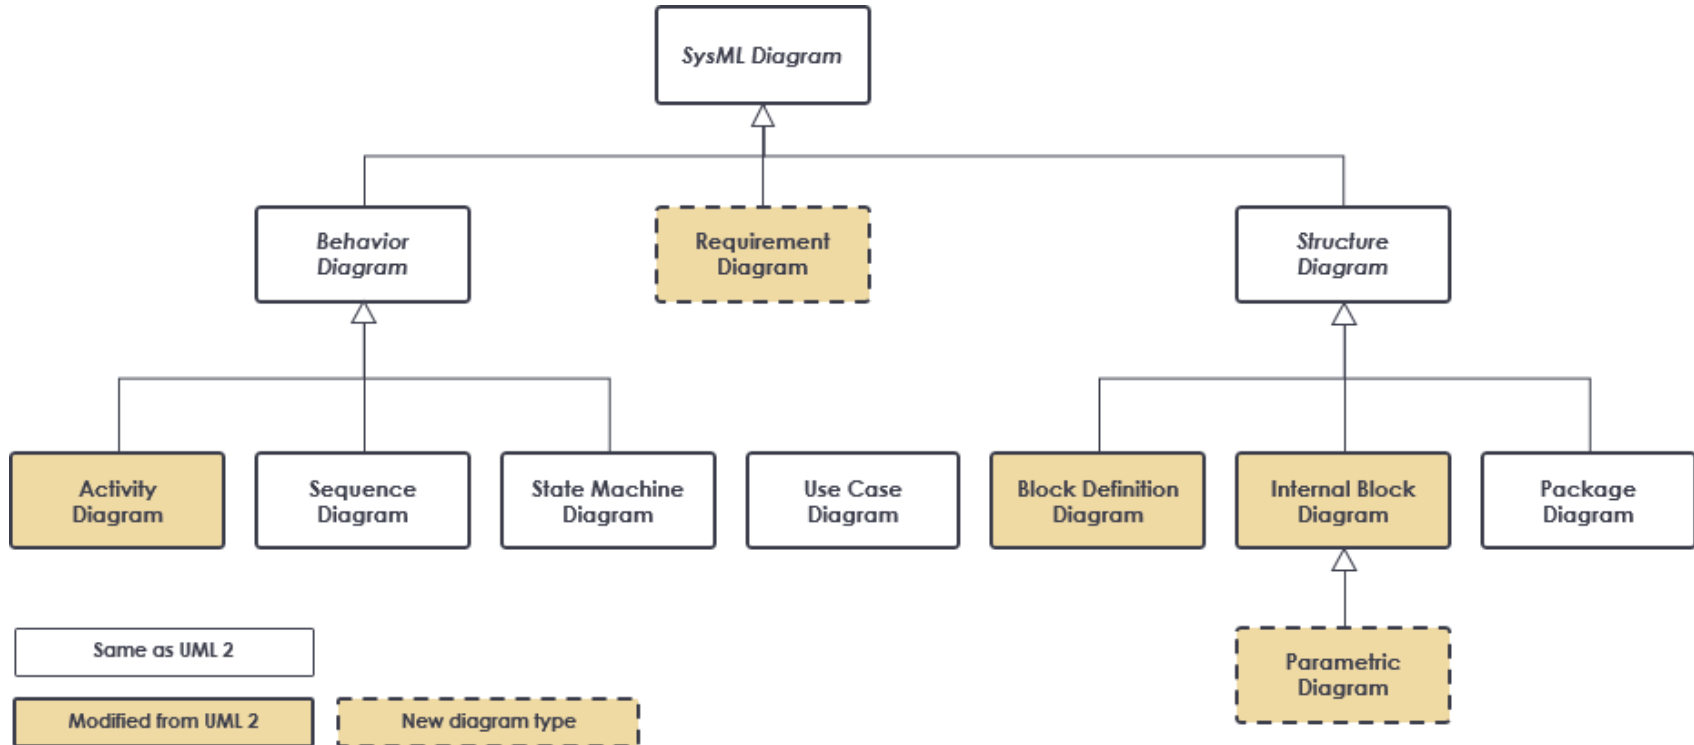 SysML Diagram
Behavior
Diagram
Requirement
Diagram
Structure
Diagram
Activity
Diagram
Sequence
Diagram
State Machine
Diagram
Use Case
Diagram
Block Definition
Diagram
Internal Block
Diagram
Package
Diagram
Parametric
Diagram
Same as UML 2
Modified from UML 2
New diagram type